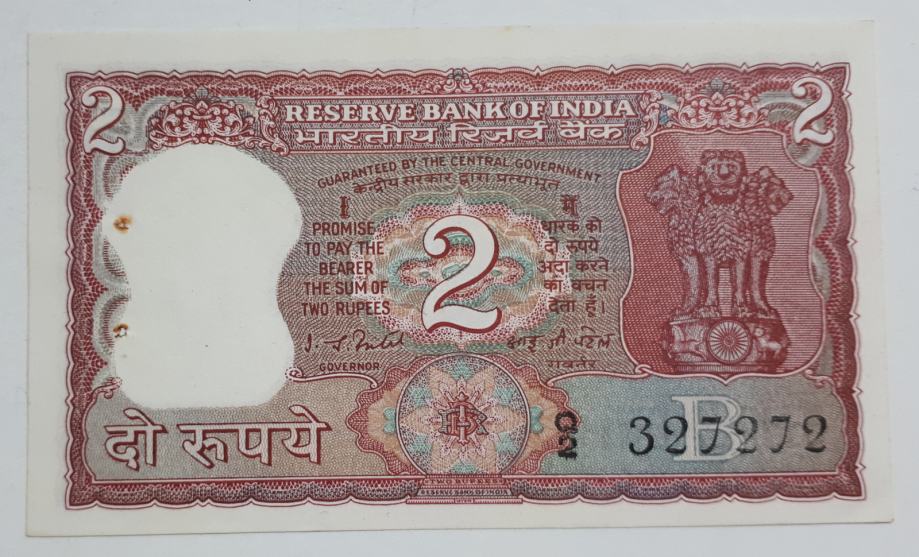 2
2
RESERVE BANK OF INDIA
भारतीय रिज़र्व बैंक
GUARANTEED BY THE CENTRAL GOVERNMENT
केन्द्रीय सरकार द्वारा प्रत्याभूत
I
PROMISE
TO PAY THE
BEARER
THE SUM OF
TWO RUPEES
2
मैं
धारक को
दो रुपये
अदा करने
का वचन
देता हूँ।
GOVERNOR
गवर्नर
दो रुपये
327272
B
TWO RUPEES
RESERVE BANK OF INDIA